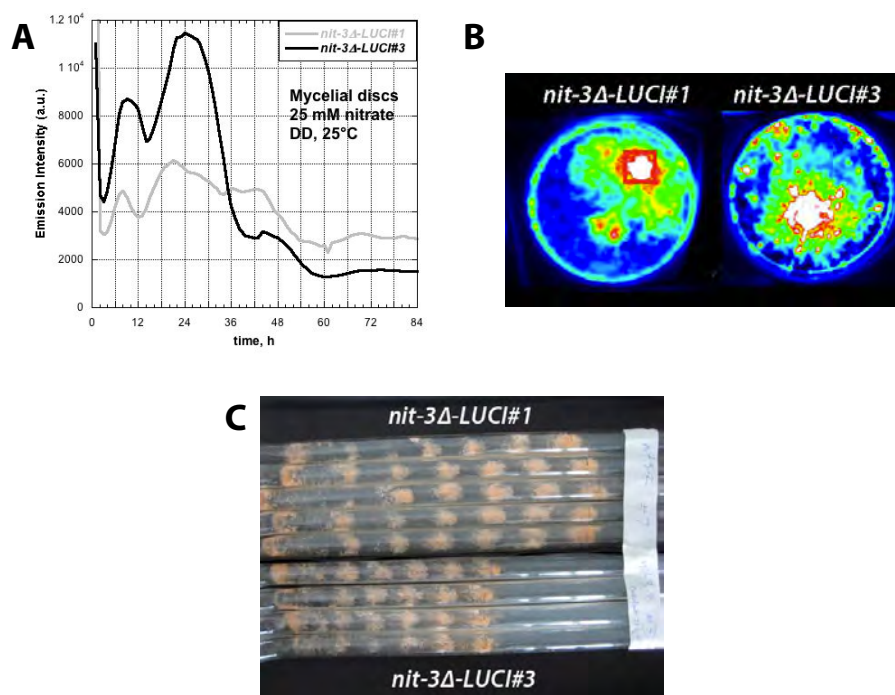 A
1.2 10⁴
1 10⁴
8000
6000
4000
2000
0
Emission Intensity (a.u.)
nit-3Δ-LUCI#1
nit-3Δ-LUCI#3
Mycelial discs
25 mM nitrate
DD, 25°C
0 12 24 36 48 60 72 84
time, h
B
nit-3Δ-LUCI#1 nit-3Δ-LUCI#3
C
nit-3Δ-LUCI#1
nit-3Δ-LUCI#3